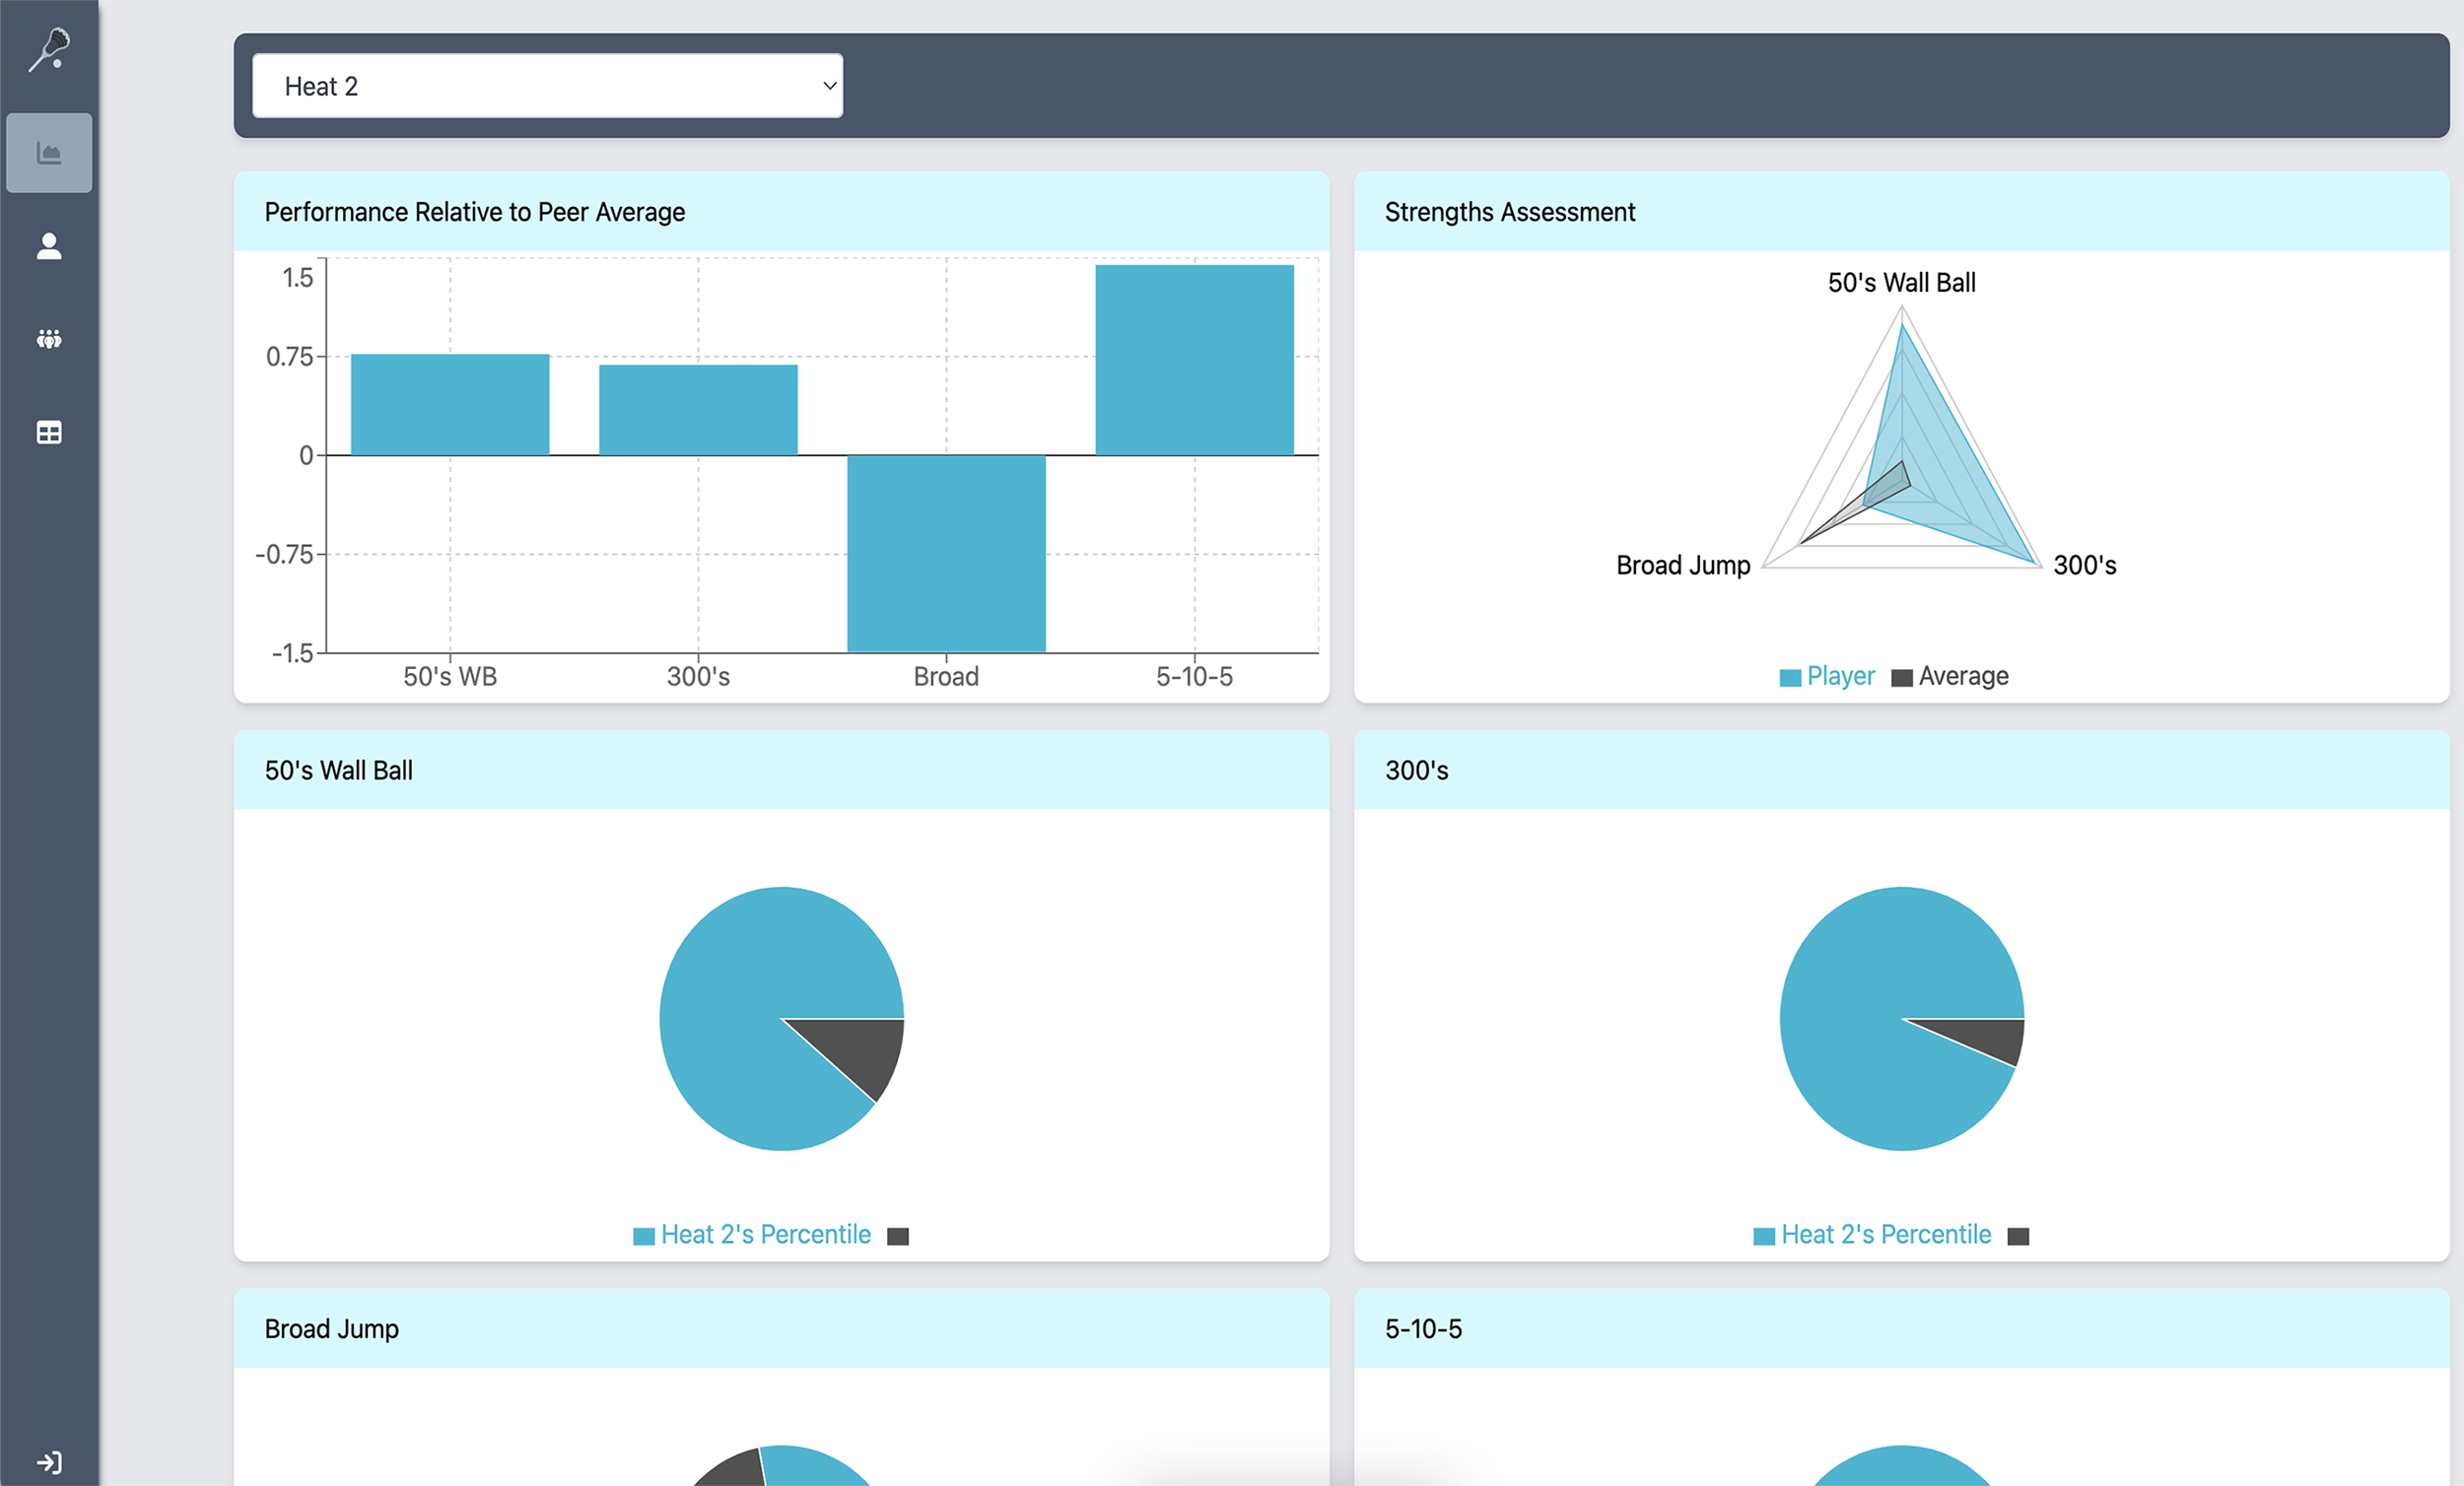 Heat 2
Performance Relative to Peer Average
1.5
0.75
0
-0.75
-1.5
50's WB
300's
Broad
5-10-5
Strengths Assessment
50's Wall Ball
Broad Jump
300's
Player
Average
50's Wall Ball
Heat 2's Percentile
300's
Heat 2's Percentile
Broad Jump
5-10-5